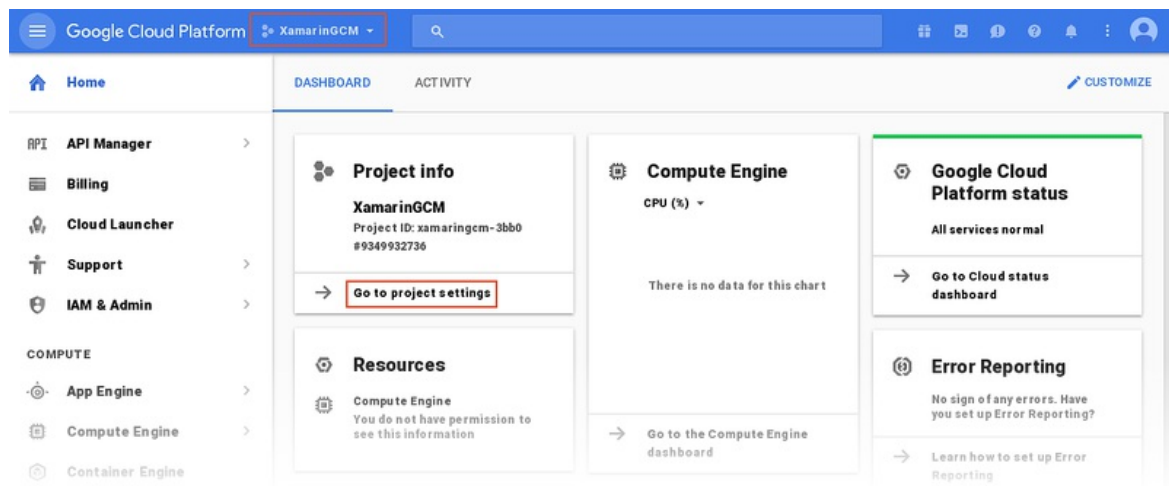 Google Cloud Platform
XamarinGCM
Home
DASHBOARD
ACTIVITY
CUSTOMIZE
API
API Manager
Billing
Cloud Launcher
Support
IAM & Admin
COMPUTE
App Engine
Compute Engine
Container Engine
Project info
XamarinGCM
Project ID: xamaringcm-3bb0
#9349932736
Go to project settings
Resources
Compute Engine
You do not have permission to
see this information
Compute Engine
CPU (%)
There is no data for this chart
Go to the Compute Engine
dashboard
Google Cloud
Platform status
All services normal
Go to Cloud status
dashboard
Error Reporting
No sign of any errors. Have
you set up Error Reporting?
Learn how to set up Error
Reporting